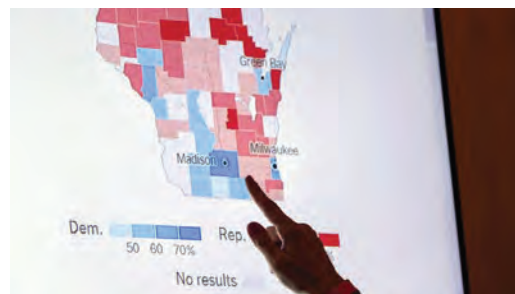 Green Bay
Milwaukee
Madison
Dem. Rep.
50 60 70% %
No results